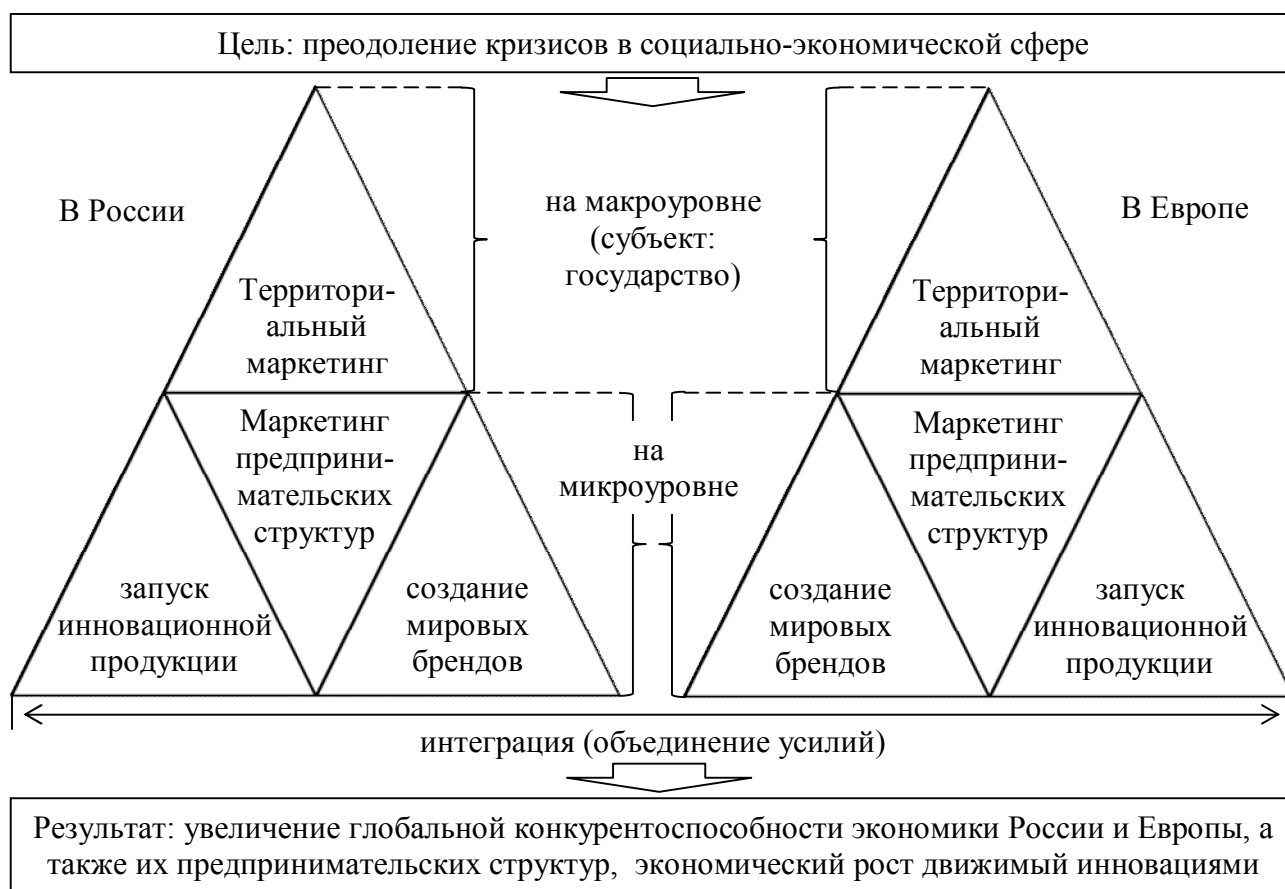 Цель: преодоление кризисов в социально-экономической сфере
В России
на макроуровне
(субъект:
государство)
В Европе
Территори-
альный
маркетинг
Территори-
альный
маркетинг
Маркетинг
предприни-
мательских
структур
на
микроуровне
Маркетинг
предприни-
мательских
структур
запуск
инновационной
продукции
создание
мировых
брендов
создание
мировых
брендов
запуск
инновационной
продукции
интеграция (объединение усилий)
Результат: увеличение глобальной конкурентоспособности экономики России и Европы, а
также их предпринимательских структур, экономический рост движимый инновациями